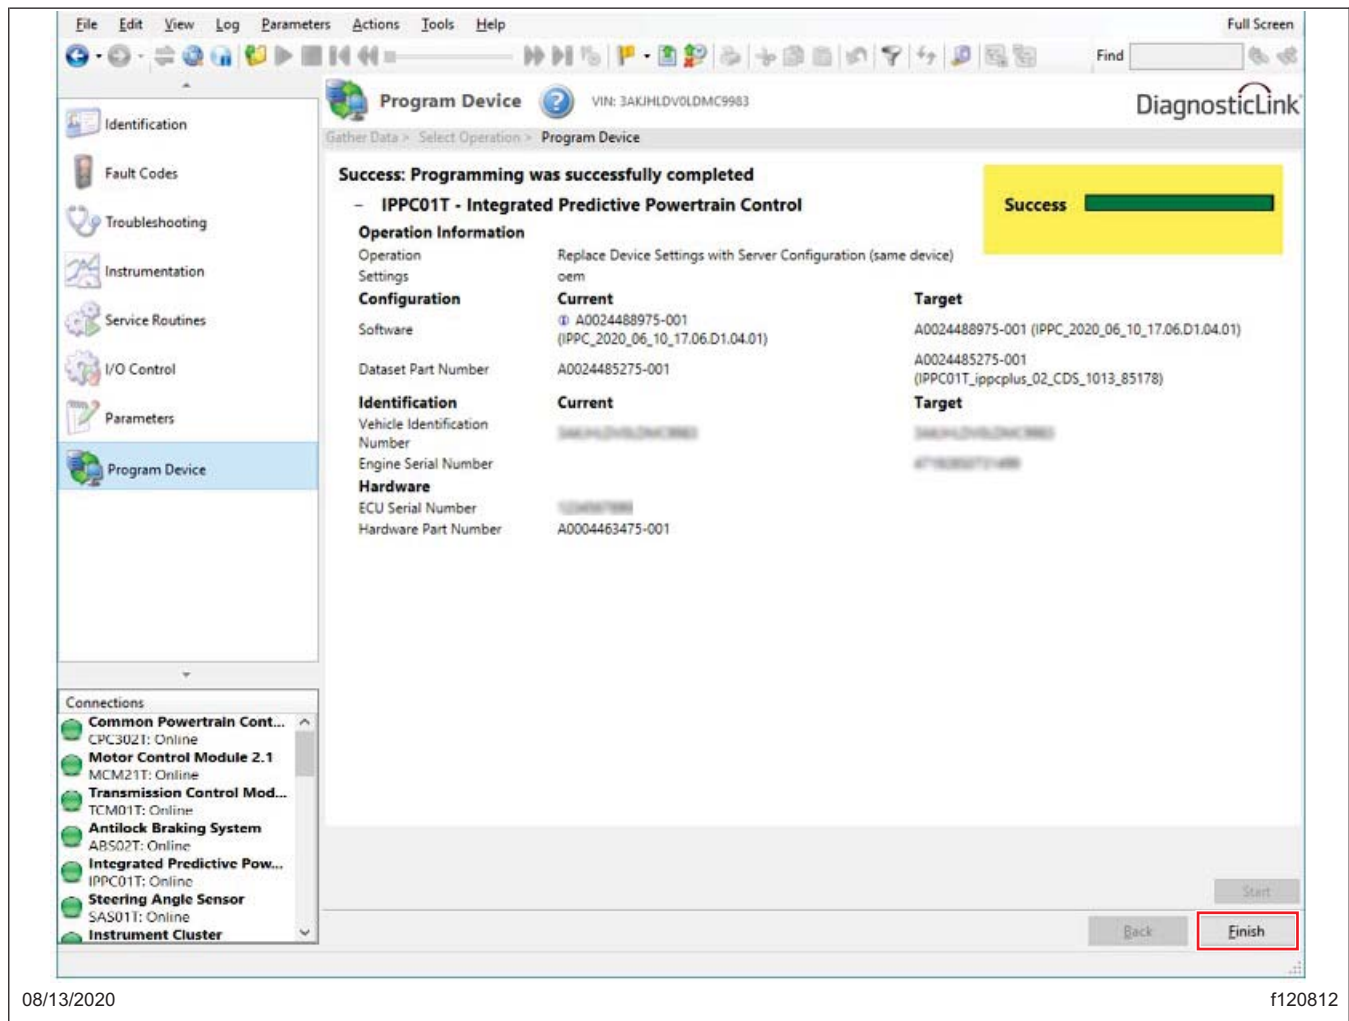 File Edit View Log Parameters Actions Tools Help Full Screen
Find
Identification
Fault Codes
Troubleshooting
Instrumentation
Service Routines
I/O Control
Parameters
Program Device
Program Device VIN: 3AKJHLDV0LDMC9983 DiagnosticLink
Gather Data > Select Operation > Program Device
Success: Programming was successfully completed
Success
– IPPC01T - Integrated Predictive Powertrain Control
Operation Information
Operation Replace Device Settings with Server Configuration (same device)
Settings oem
Configuration Current Target
Software A0024488975-001 (IPPC_2020_06_10_17.06.D1.04.01) A0024488975-001 (IPPC_2020_06_10_17.06.D1.04.01)
Dataset Part Number A0024485275-001 A0024485275-001 (IPPC01T_ippcplus_02_CDS_1013_85178)
Identification Current Target
Vehicle Identification
Number
Engine Serial Number
Hardware
ECU Serial Number
Hardware Part Number A0004463475-001
Connections
Common Powertrain Cont...
CPC302T: Online
Motor Control Module 2.1
MCM21T: Online
Transmission Control Mod...
TCM01T: Online
Antilock Braking System
ABS02T: Online
Integrated Predictive Pow...
IPPC01T: Online
Steering Angle Sensor
SAS01T: Online
Instrument Cluster
Start
Back Finish
08/13/2020 f120812